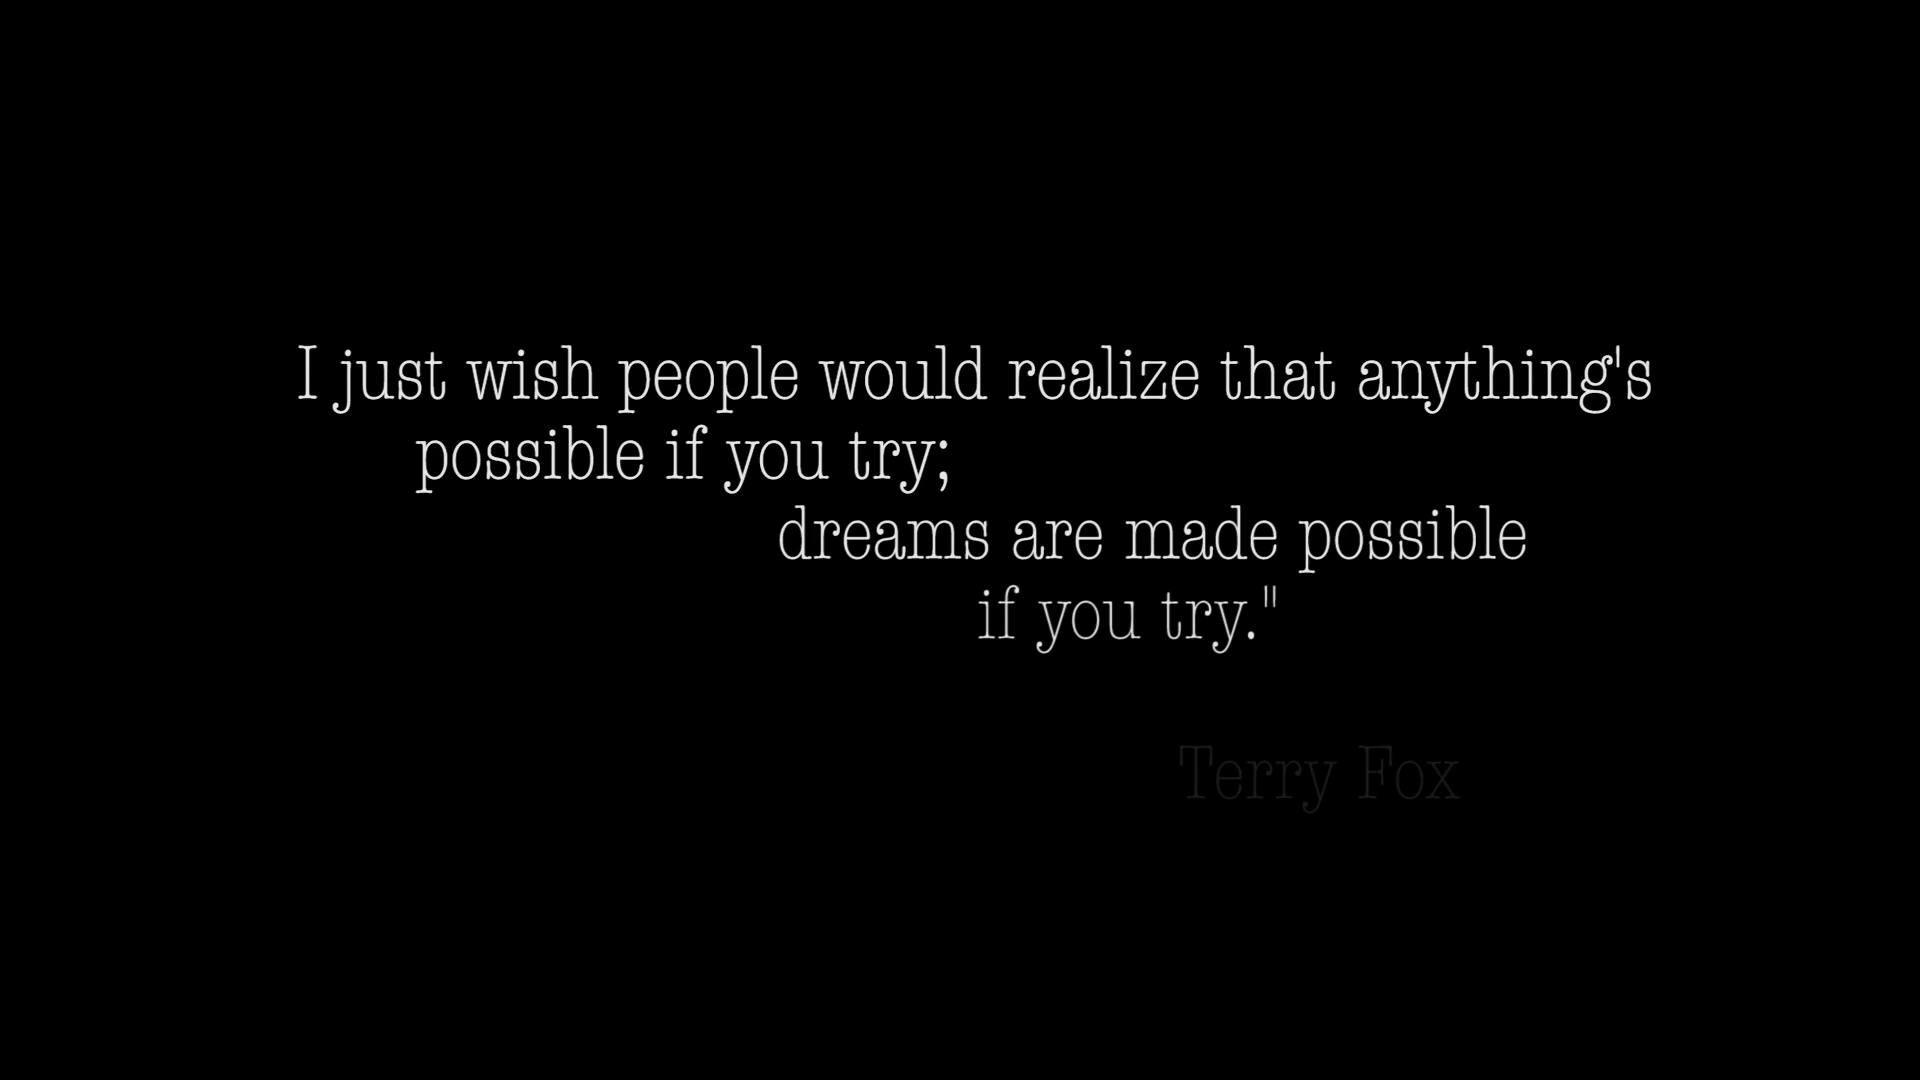 I just wish people would realize that anything's
possible if you try;
dreams are made possible
if you try."
Terry Fox